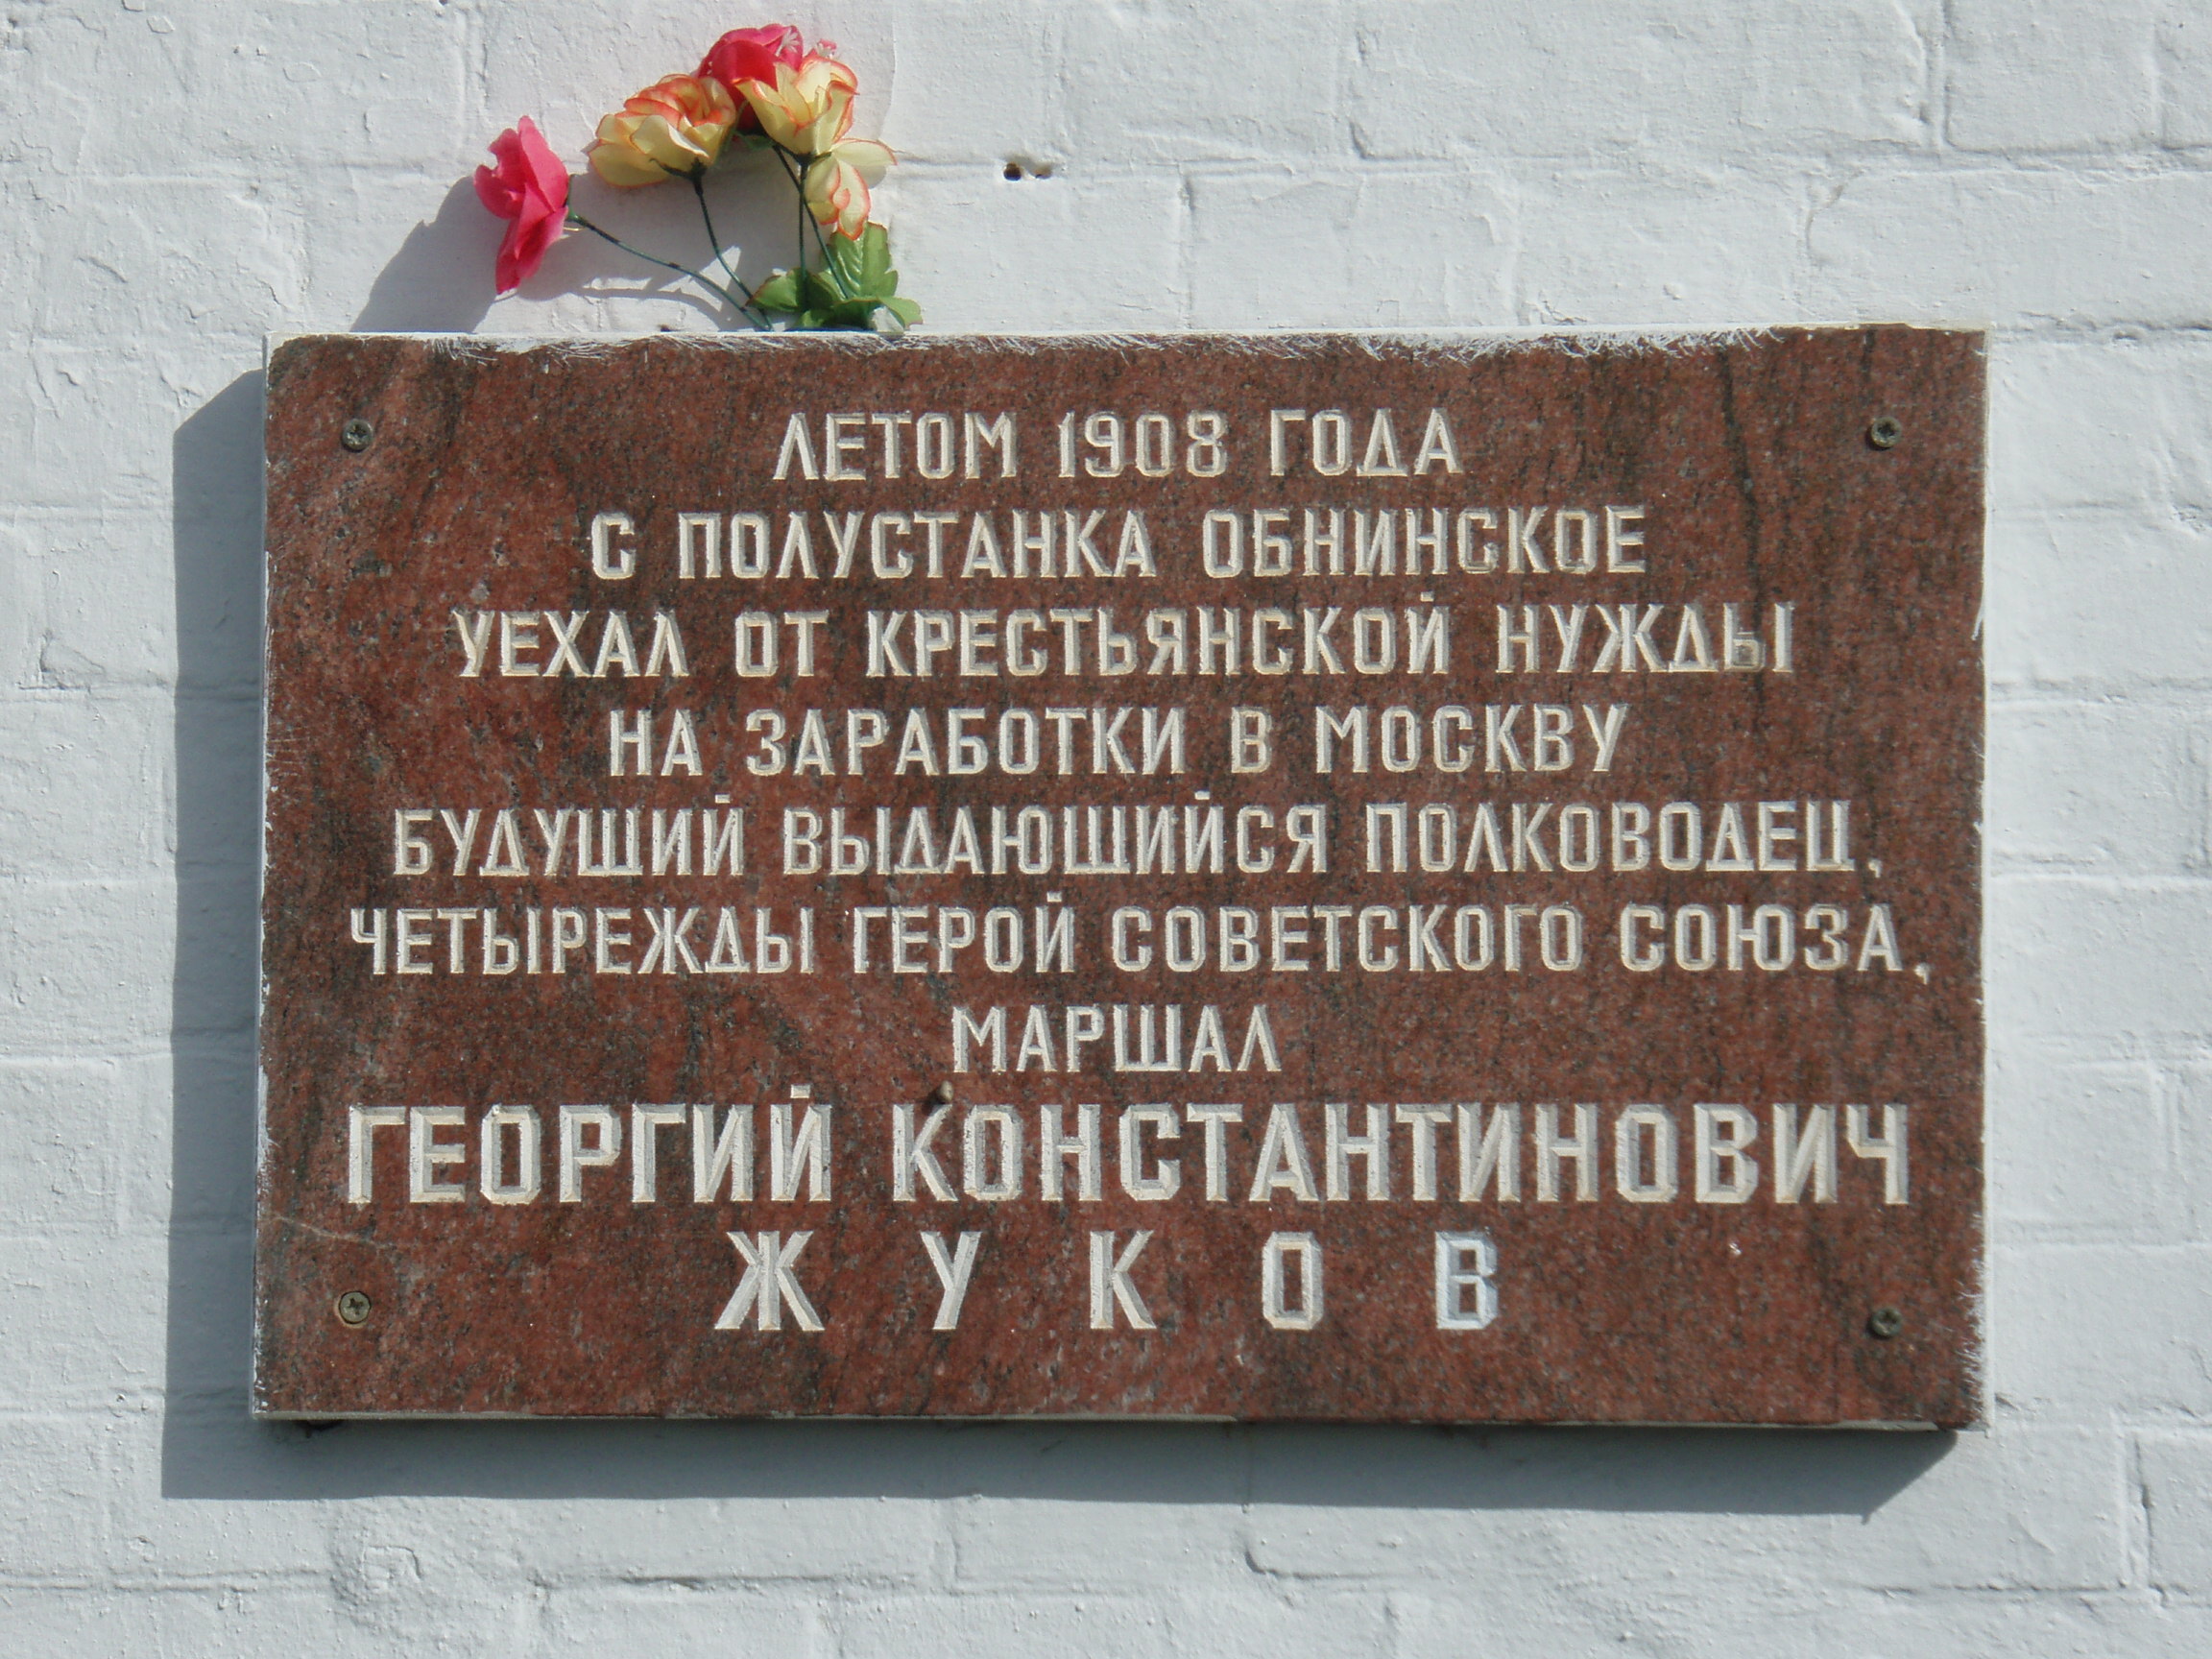 ЛЕТОМ 1908 ГОДА
С ПОЛУСТАНКА ОБНИНСКОЕ
УЕХАЛ ОТ КРЕСТЬЯНСКОЙ НУЖДЫ
НА ЗАРАБОТКИ В МОСКВУ
БУДУЩИЙ ВЫДАЮЩИЙСЯ ПОЛКОВОДЕЦ,
ЧЕТЫРЕЖДЫ ГЕРОЙ СОВЕТСКОГО СОЮЗА,
МАРШАЛ
ГЕОРГИЙ КОНСТАНТИНОВИЧ
ЖУКОВ